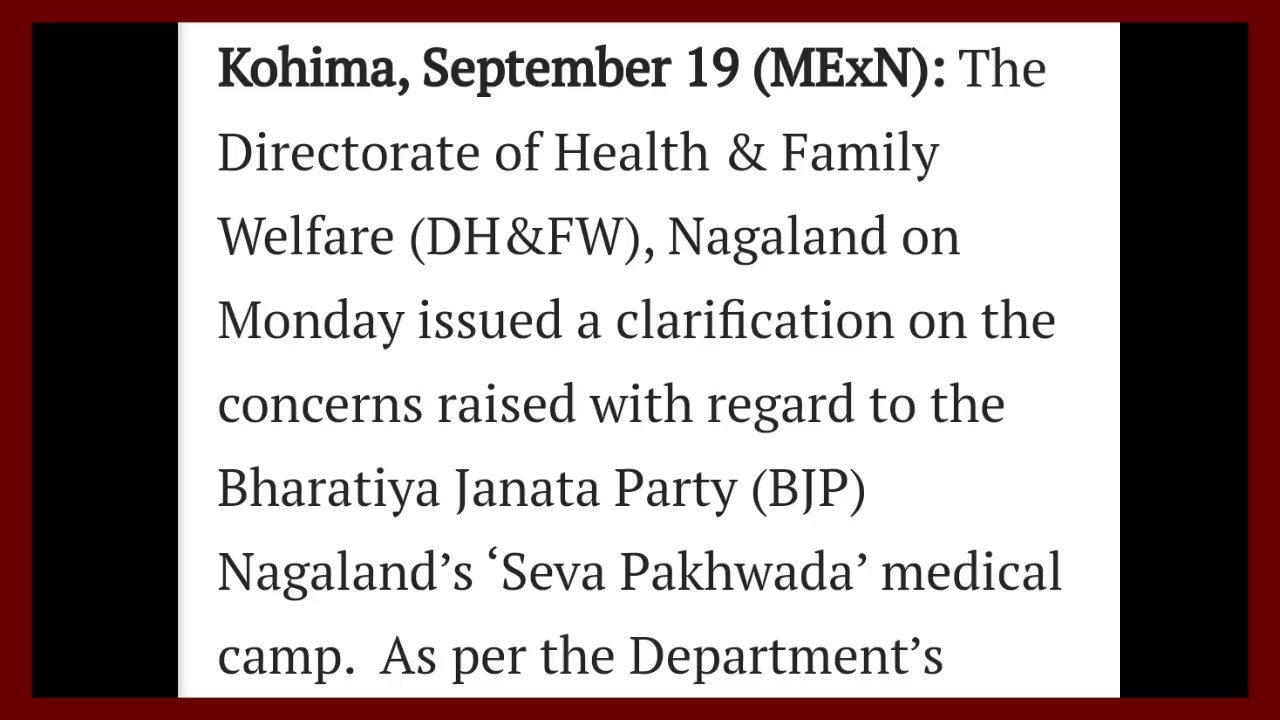 Kohima, September 19 (MExN): The
Directorate of Health & Family
Welfare (DH&FW), Nagaland on
Monday issued a clarification on the
concerns raised with regard to the
Bharatiya Janata Party (BJP)
Nagaland’s ‘Seva Pakhwada’ medical
camp.  As per the Department’s